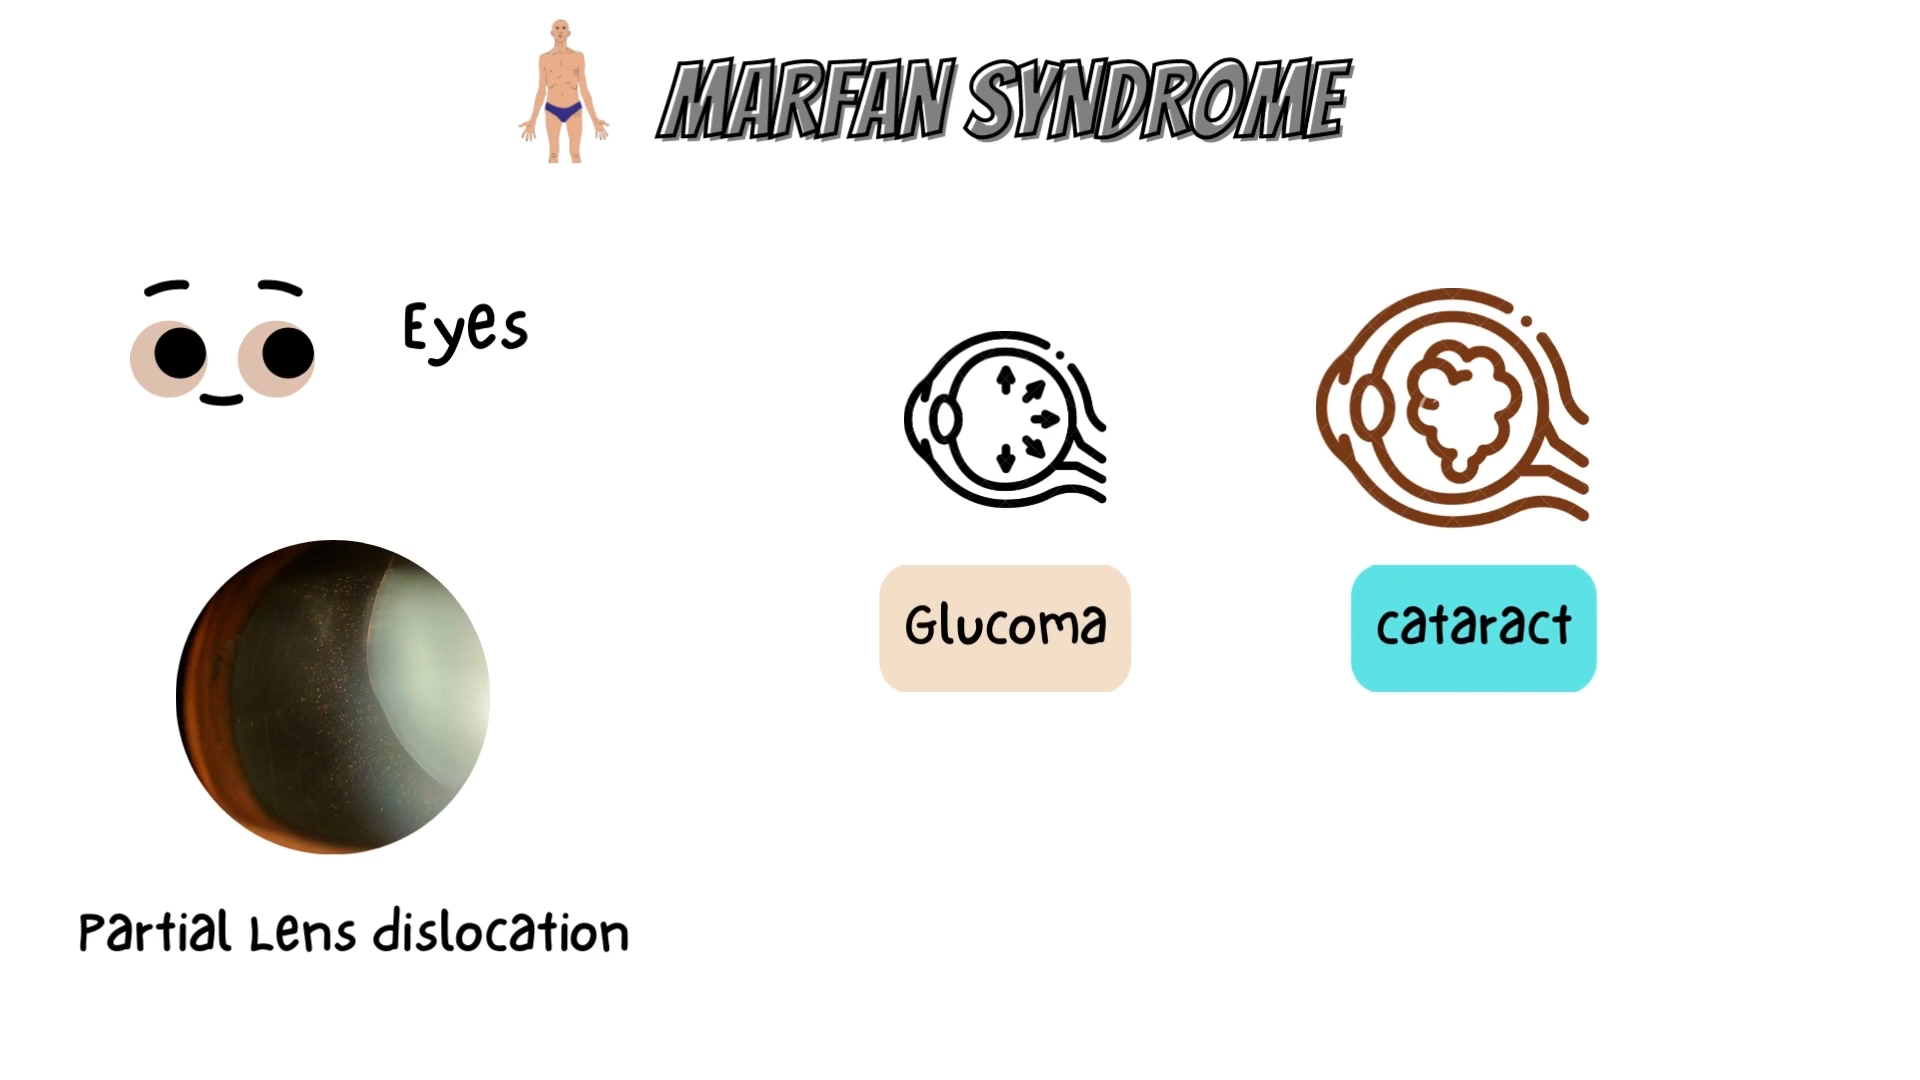 MARFAN SYNDROME
Eyes
Glucoma
cataract
Partial Lens dislocation